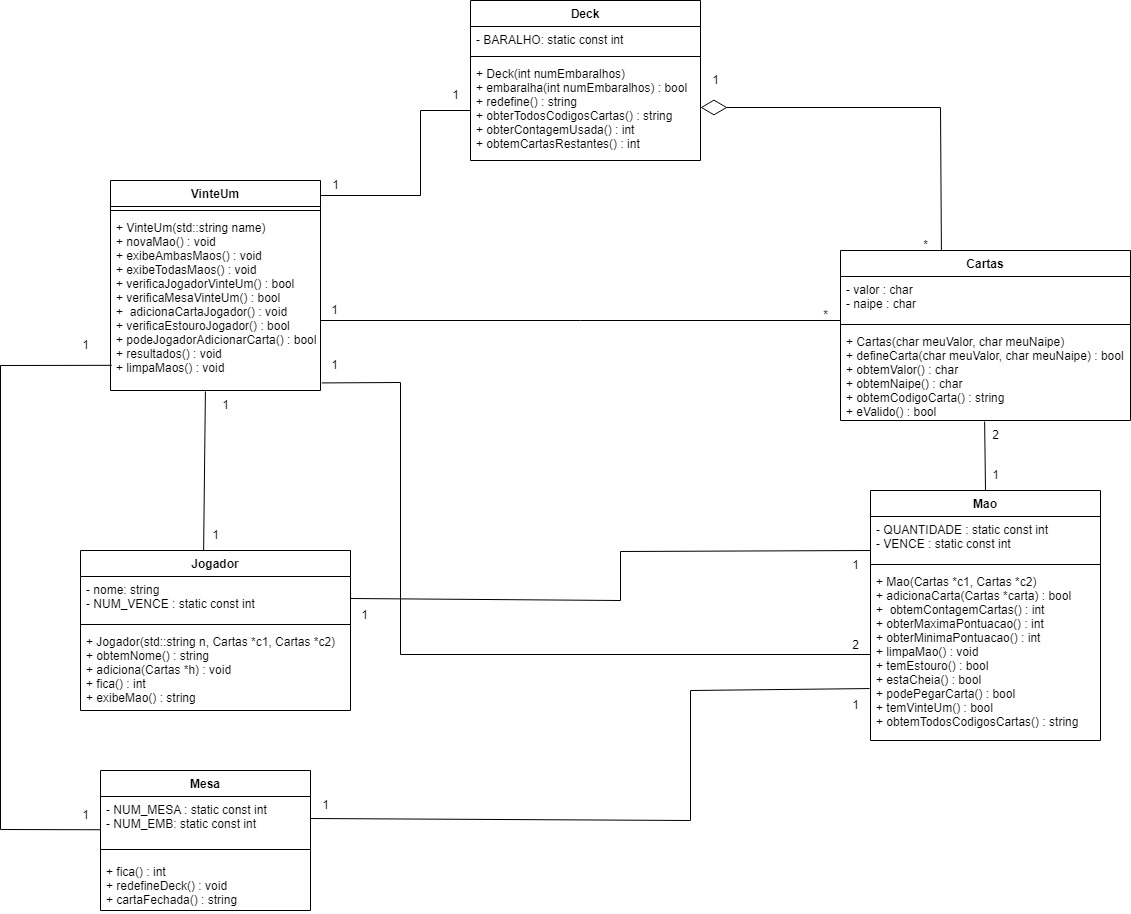 Deck
- BARALHO: static const int
+ Deck(int numEmbaralhos)
+ embaralha(int numEmbaralhos) : bool
+ redefine() : string
+ obterTodosCodigosCartas() : string
+ obterContagemUsada() : int
+ obtemCartasRestantes() : int
1
1
1
*
VinteUm
+ VinteUm(std::string name)
+ novaMao() : void
+ exibeAmbasMaos() : void
+ exibeTodasMaos() : void
+ verificaJogadorVinteUm() : bool
+ verificaMesaVinteUm() : bool
+  adicionaCartaJogador() : void
+ verificaEstouroJogador() : bool
+ podeJogadorAdicionarCarta() : bool
+ resultados() : void
+ limpaMaos() : void
1
*
1
1
1
Cartas
- valor : char
- naipe : char
+ Cartas(char meuValor, char meuNaipe)
+ defineCarta(char meuValor, char meuNaipe) : bool
+ obtemValor() : char
+ obtemNaipe() : char
+ obtemCodigoCarta() : string
+ eValido() : bool
2
1
Mao
- QUANTIDADE : static const int
- VENCE : static const int
+ Mao(Cartas *c1, Cartas *c2)
+ adicionaCarta(Cartas *carta) : bool
+  obtemContagemCartas() : int
+ obterMaximaPontuacao() : int
+ obterMinimaPontuacao() : int
+ limpaMao() : void
+ temEstouro() : bool
+ estaCheia() : bool
+ podePegarCarta() : bool
+ temVinteUm() : bool
+ obtemTodosCodigosCartas() : string
1
Jogador
- nome: string
- NUM_VENCE : static const int
+ Jogador(std::string n, Cartas *c1, Cartas *c2)
+ obtemNome() : string
+ adiciona(Cartas *h) : void
+ fica() : int
+ exibeMao() : string
1
1
2
1
Mesa
- NUM_MESA : static const int
- NUM_EMB: static const int
+ fica() : int
+ redefineDeck() : void
+ cartaFechada() : string
1
1